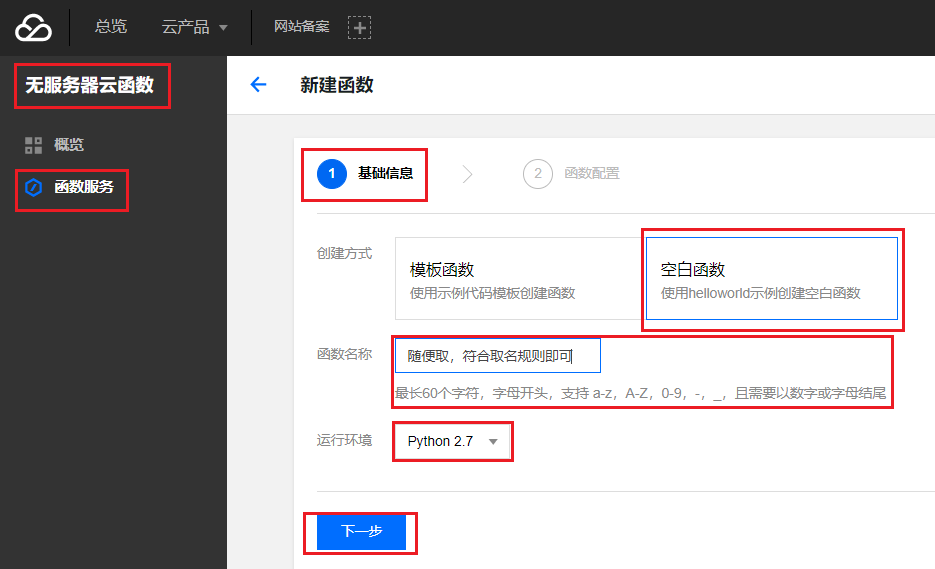 总览 云产品 网站备案
无服务器云函数
新建函数
概览
函数服务
1 基础信息 2 函数配置
创建方式
模板函数
使用示例代码模板创建函数
空白函数
使用helloworld示例创建空白函数
函数名称
随便取，符合取名规则即可
最长60个字符，字母开头，支持 a-z，A-Z，0-9，-，_，且需要以数字或字母结尾
运行环境
Python 2.7
下一步